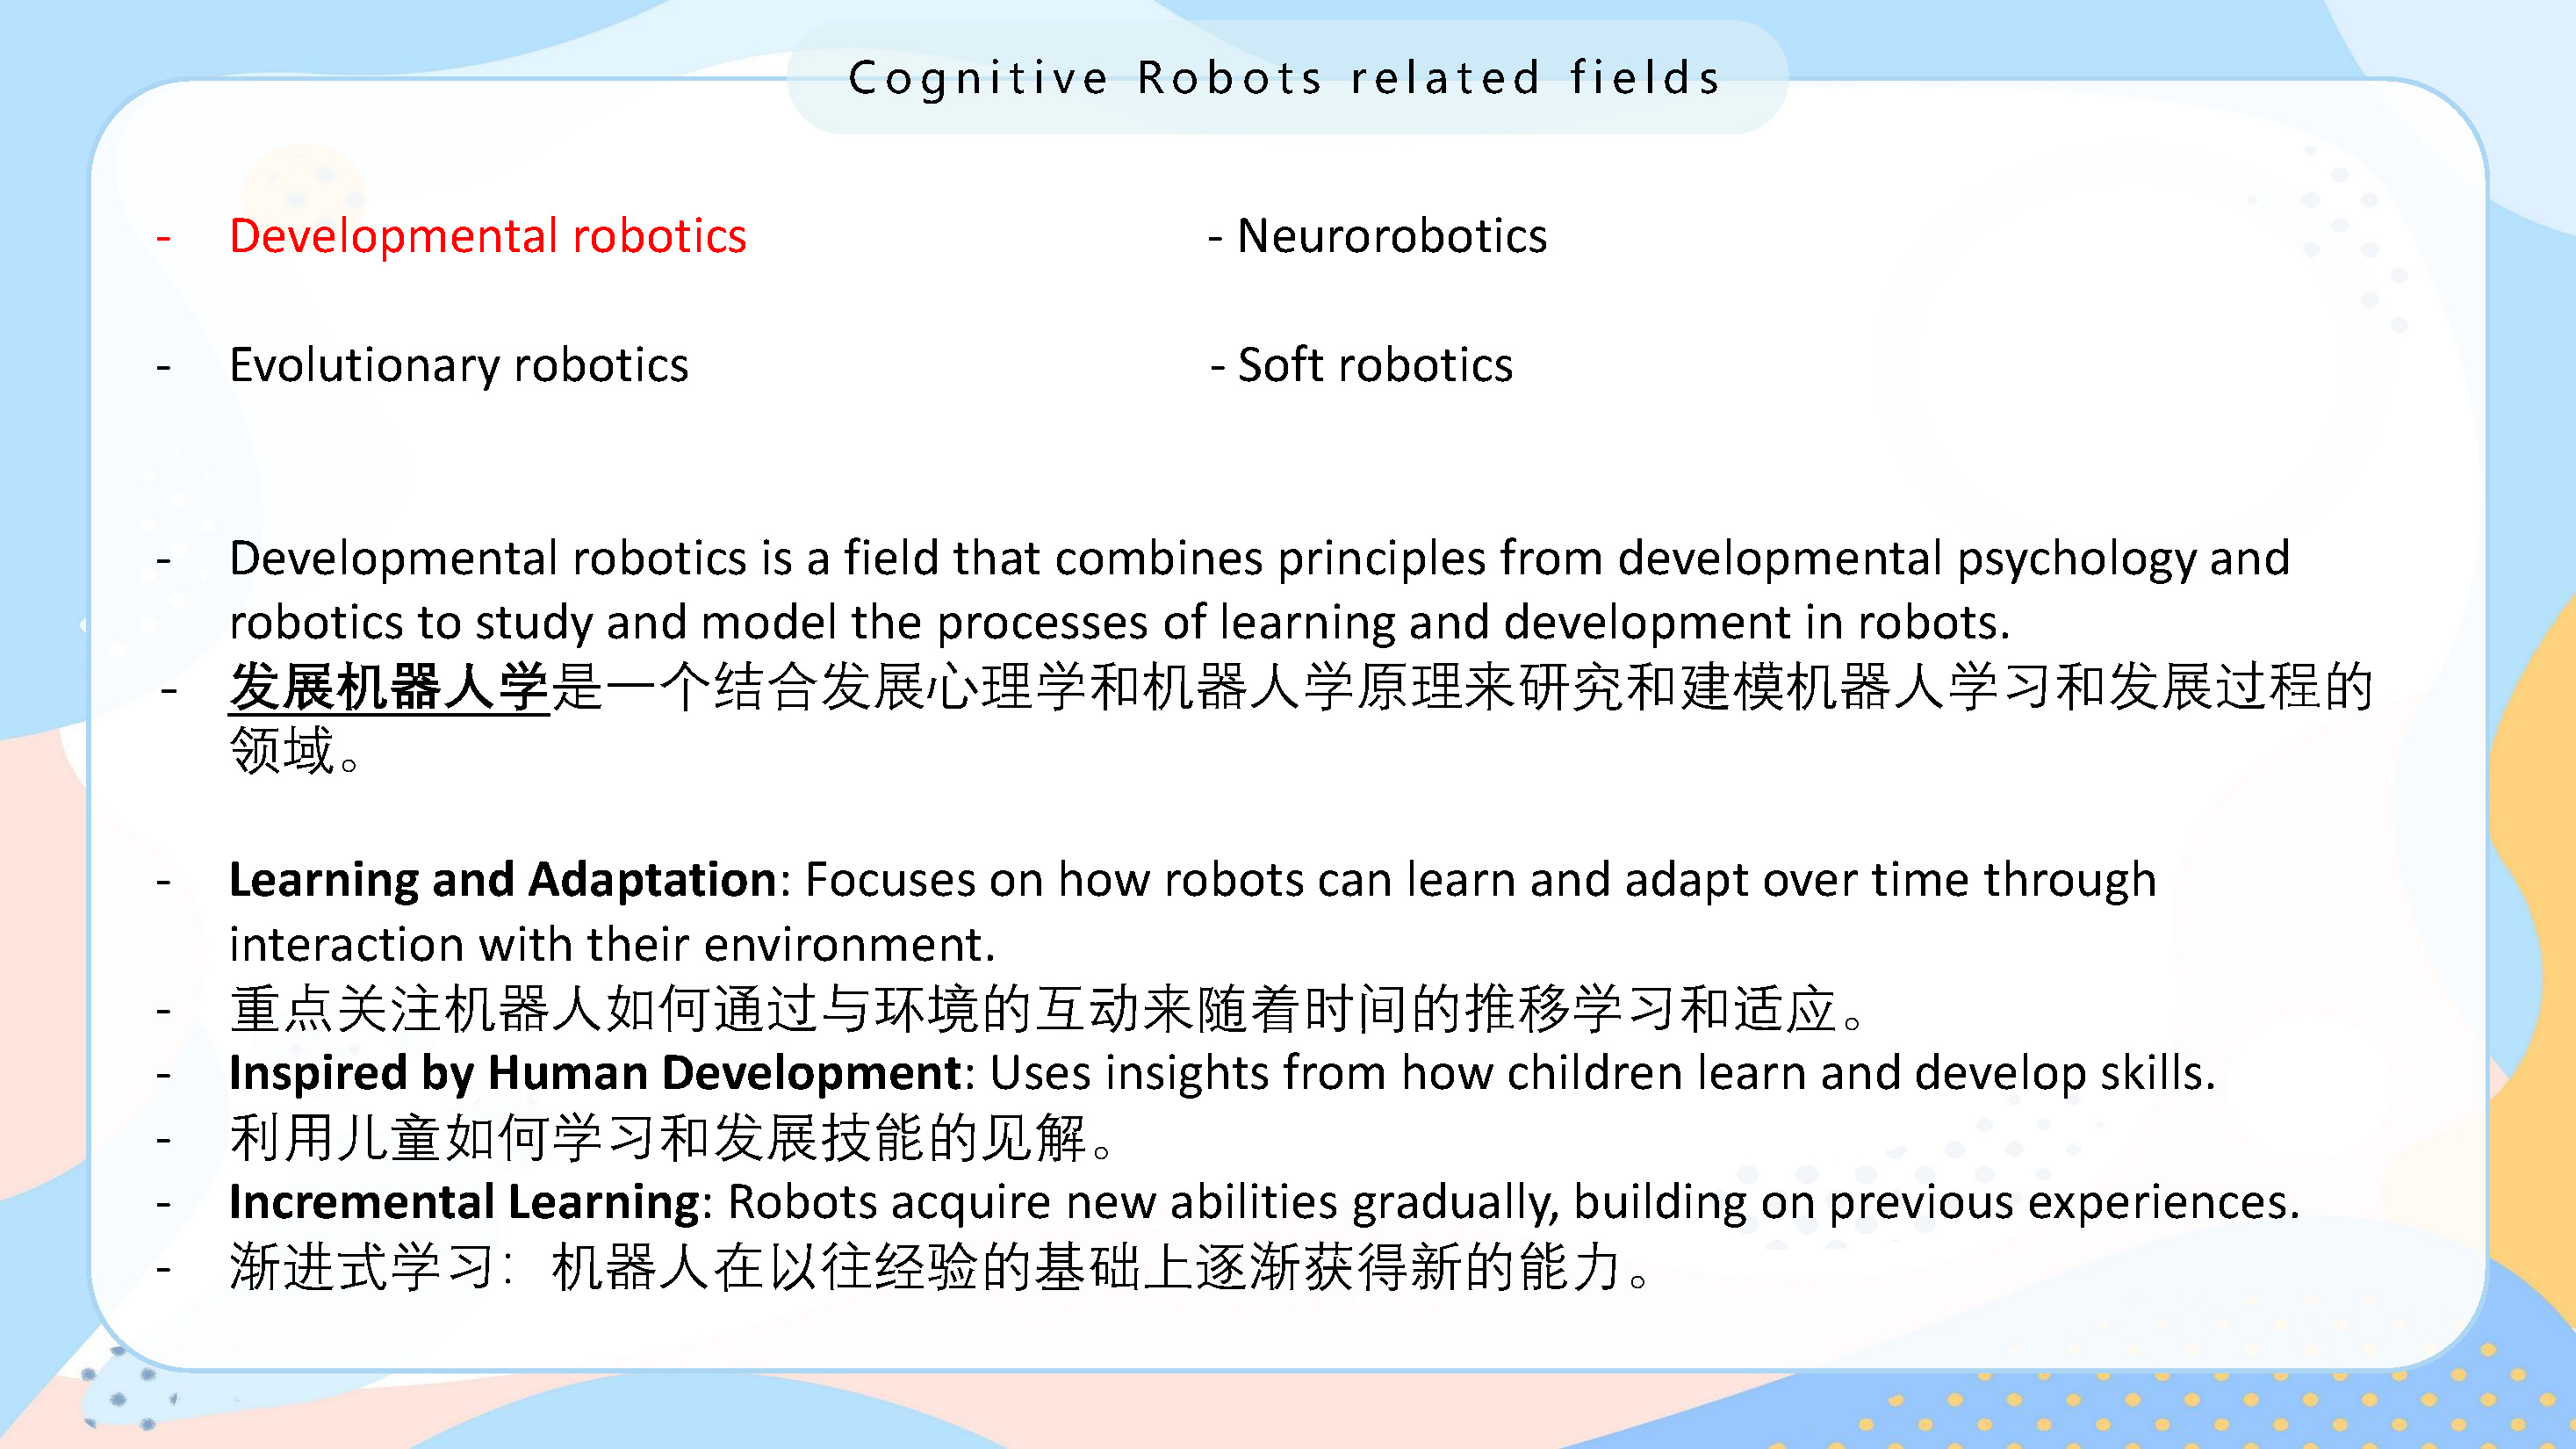 Cognitive Robots related fields
- Developmental robotics
- Neurorobotics
- Evolutionary robotics
- Soft robotics
- Developmental robotics is a field that combines principles from developmental psychology and
robotics to study and model the processes of learning and development in robots.
- 发展机器人学是一个结合发展心理学和机器人学原理来研究和建模机器人学习和发展过程的
领域。
- Learning and Adaptation: Focuses on how robots can learn and adapt over time through
interaction with their environment.
- 重点关注机器人如何通过与环境的互动来随着时间的推移学习和适应。
- Inspired by Human Development: Uses insights from how children learn and develop skills.
- 利用儿童如何学习和发展技能的见解。
- Incremental Learning: Robots acquire new abilities gradually, building on previous experiences.
- 渐进式学习：机器人在以往经验的基础上逐渐获得新的能力。